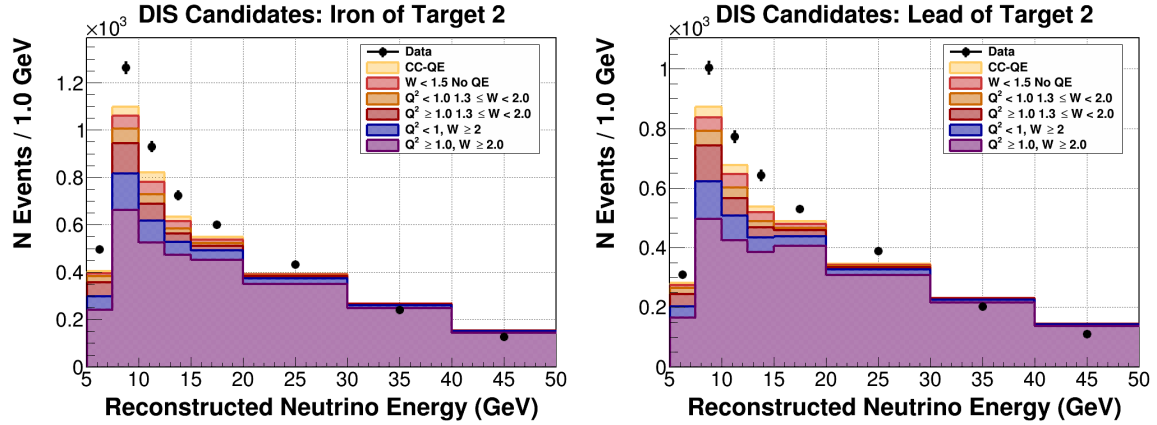 DIS Candidates: Iron of Target 2
×10³
N Events / 1.0 GeV
1.2
1
0.8
0.6
0.4
0.2
0
Data
CC-QE
W < 1.5 No QE
Q² < 1.0 1.3 ≤ W < 2.0
Q² ≥ 1.0 1.3 ≤ W < 2.0
Q² < 1, W ≥ 2
Q² ≥ 1.0, W ≥ 2.0
5 10 15 20 25 30 35 40 45 50
Reconstructed Neutrino Energy (GeV)
DIS Candidates: Lead of Target 2
×10³
N Events / 1.0 GeV
1
0.8
0.6
0.4
0.2
0
Data
CC-QE
W < 1.5 No QE
Q² < 1.0 1.3 ≤ W < 2.0
Q² ≥ 1.0 1.3 ≤ W < 2.0
Q² < 1, W ≥ 2
Q² ≥ 1.0, W ≥ 2.0
5 10 15 20 25 30 35 40 45 50
Reconstructed Neutrino Energy (GeV)